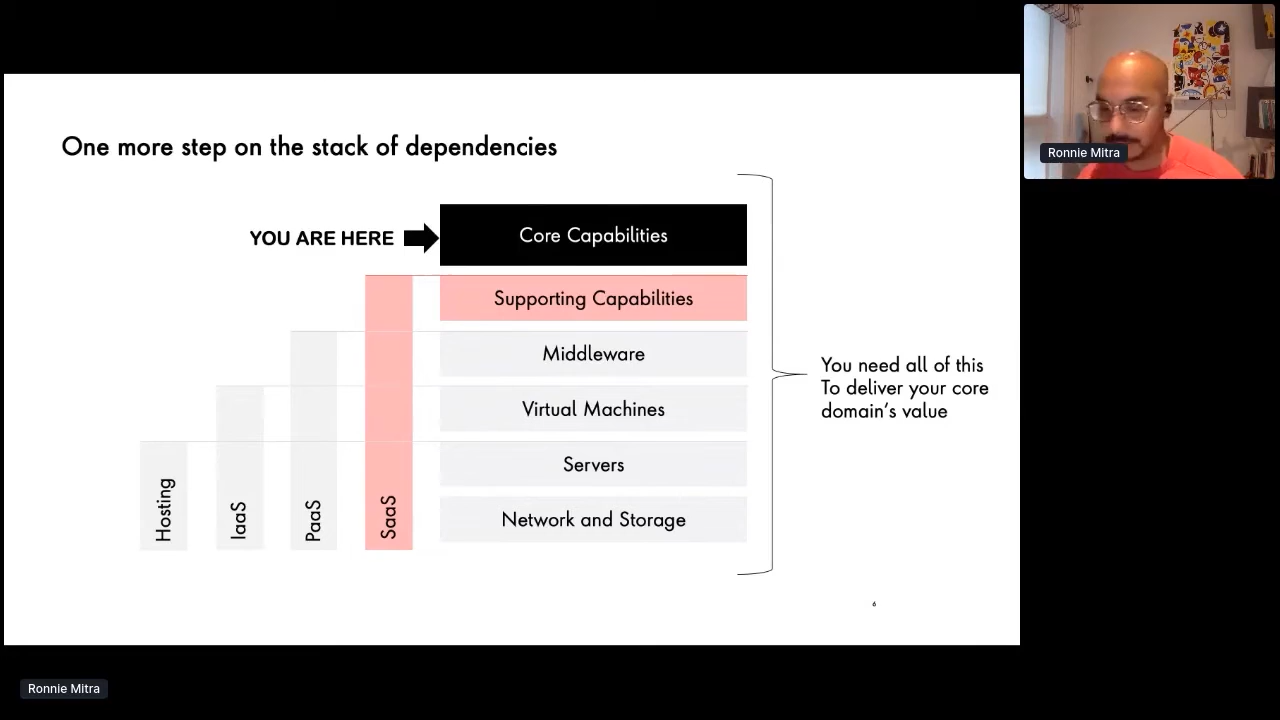 One more step on the stack of dependencies
YOU ARE HERE
Core Capabilities
Supporting Capabilities
Middleware
Virtual Machines
Servers
Network and Storage
Hosting
IaaS
PaaS
SaaS
You need all of this
To deliver your core
domain's value
6
Ronnie Mitra
Ronnie Mitra